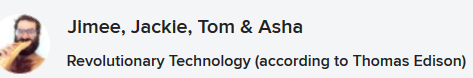 Jimee, Jackie, Tom & Asha
Revolutionary Technology (according to Thomas Edison)